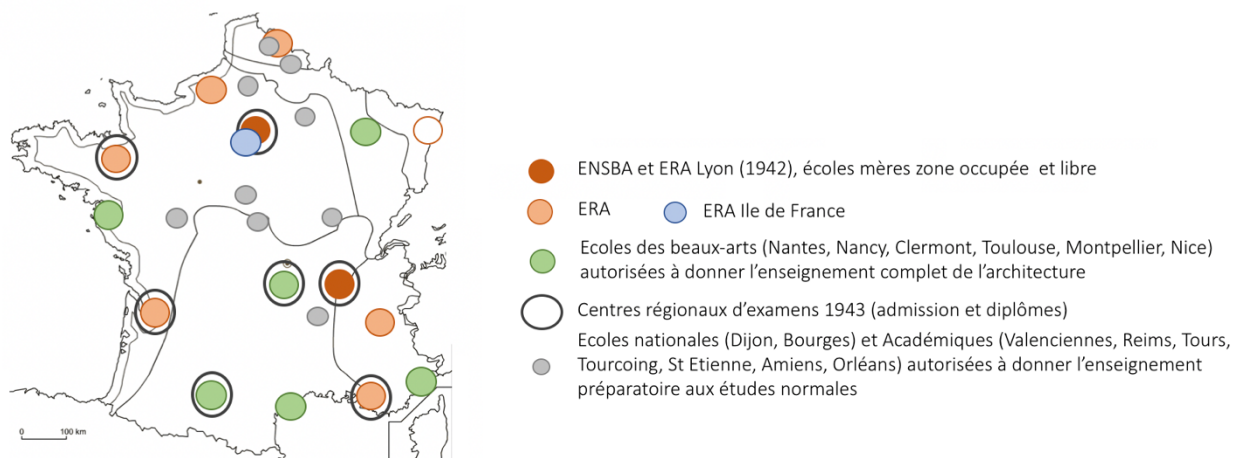 ENSBA et ERA Lyon (1942), écoles mères zone occupée et libre
ERA
ERA Ile de France
Ecoles des beaux-arts (Nantes, Nancy, Clermont, Toulouse, Montpellier, Nice)
autorisées à donner l'enseignement complet de l'architecture
Centres régionaux d'examens 1943 (admission et diplômes)
Ecoles nationales (Dijon, Bourges) et Académiques (Valenciennes, Reims, Tours,
Tourcoing, St Etienne, Amiens, Orléans) autorisées à donner l'enseignement
préparatoire aux études normales
0 100 km